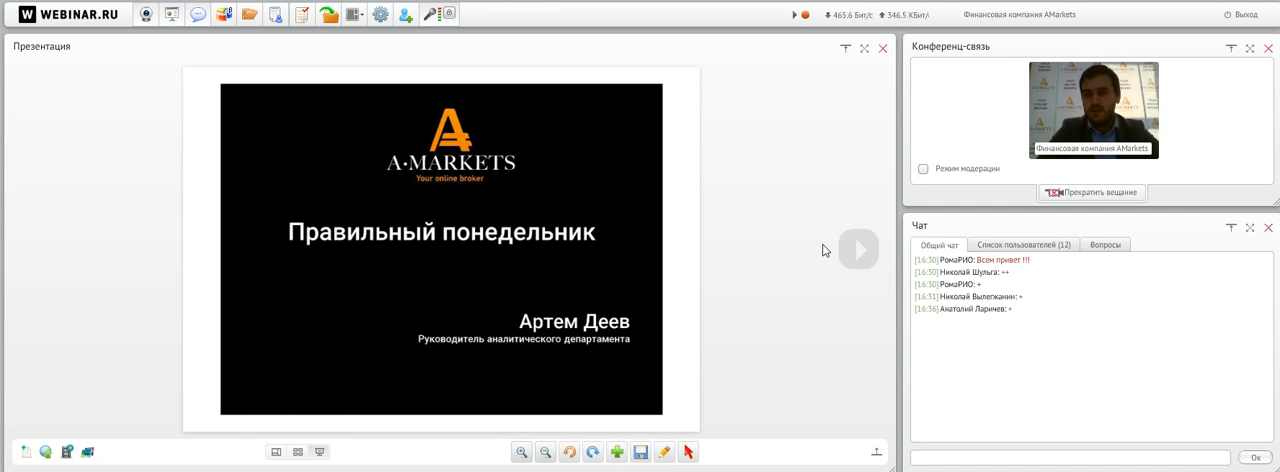 W WEBINAR.RU
465.6 Бит/с 346.5 КБит/
Финансовая компания AMarkets
Выход
Презентация
A
A·MARKETS
Your online broker
Правильный понедельник
Артем Деев
Руководитель аналитического департамента
Конференц-связь
Финансовая компания AMarkets
Режим модерации
Прекратить вещание
Чат
Общий чат
Список пользователей (12)
Вопросы
[16:30] РомаРИО: Всем привет !!!
[16:30] Николай Шульга: ++
[16:30] РомаРИО: +
[16:31] Николай Вылегжанин: +
[16:36] Анатолий Ларичев: +
Ок